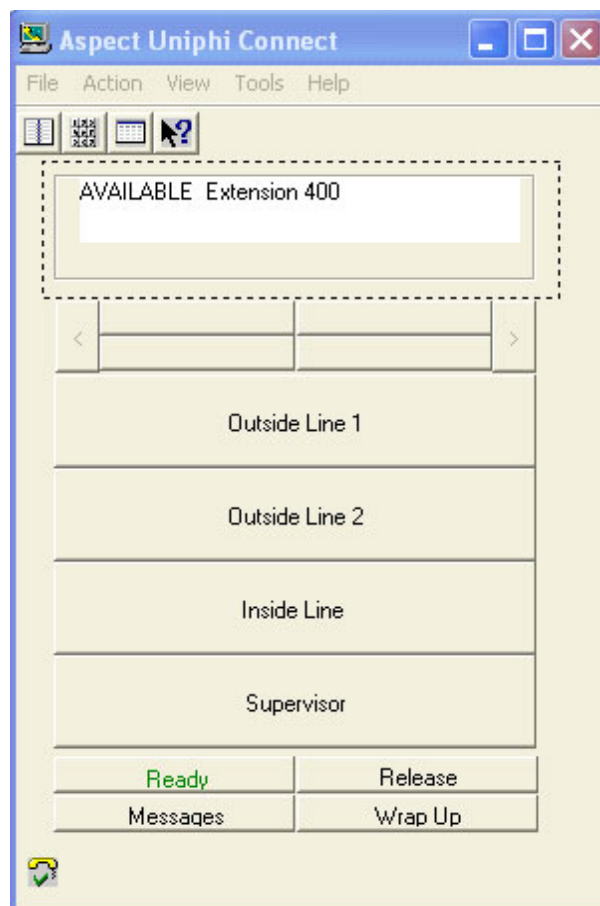 Aspect Uniphi Connect
File Action View Tools Help
AVAILABLE Extension 400
< >
Outside Line 1
Outside Line 2
Inside Line
Supervisor
Ready Release
Messages Wrap Up